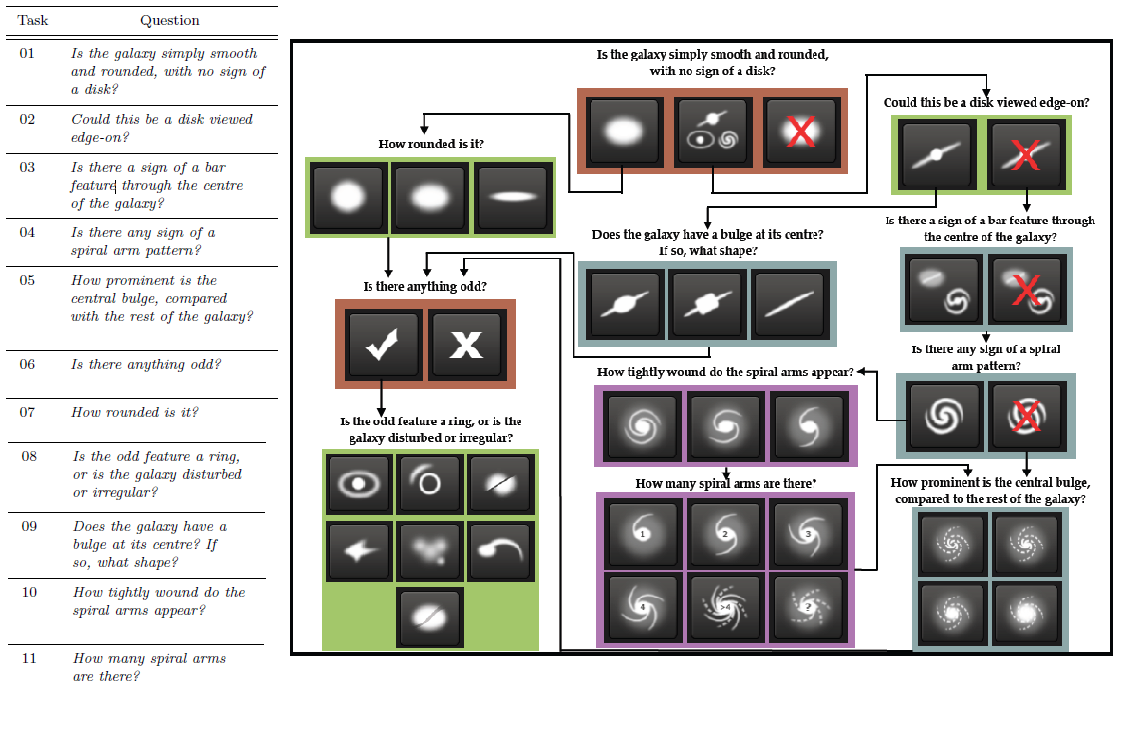 Task Question
01 Is the galaxy simply smooth
and rounded, with no sign of
a disk?
02 Could this be a disk viewed
edge-on?
03 Is there a sign of a bar
feature through the centre
of the galaxy?
04 Is there any sign of a
spiral arm pattern?
05 How prominent is the
central bulge, compared
with the rest of the galaxy?
06 Is there anything odd?
07 How rounded is it?
08 Is the odd feature a ring,
or is the galaxy disturbed
or irregular?
09 Does the galaxy have a
bulge at its centre? If
so, what shape?
10 How tightly wound do the
spiral arms appear?
11 How many spiral arms
are there?
Is the galaxy simply smooth and rounded,
with no sign of a disk?
How rounded is it?
Could this be a disk viewed edge-on?
Does the galaxy have a bulge at its centre?
If so, what shape?
Is there a sign of a bar feature through
the centre of the galaxy?
Is there anything odd?
Is there any sign of a spiral
arm pattern?
How tightly wound do the spiral arms appear?
Is the odd feature a ring, or is the
galaxy disturbed or irregular?
How many spiral arms are there?
1 2 3
4 >4 ?
How prominent is the central bulge,
compared to the rest of the galaxy?